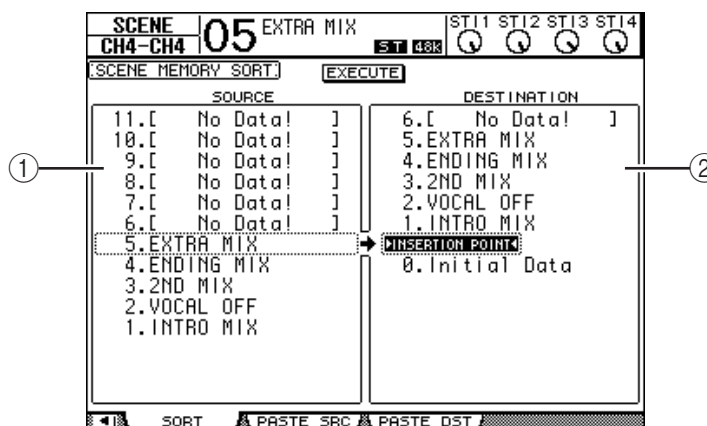 SCENE
CH4-CH4
05 EXTRA MIX
ST 48k
ST11 ST12 ST13 ST14
SCENE MEMORY SORT
EXECUTE
SOURCE
11.[ No Data! ]
10.[ No Data! ]
9.[ No Data! ]
8.[ No Data! ]
7.[ No Data! ]
6.[ No Data! ]
5.EXTRA MIX
4.ENDING MIX
3.2ND MIX
2.VOCAL OFF
1.INTRO MIX
DESTINATION
6.[ No Data! ]
5.EXTRA MIX
4.ENDING MIX
3.2ND MIX
2.VOCAL OFF
1.INTRO MIX
INSERTION POINT
0.Initial Data
1
2
SORT
PASTE SRC
PASTE DST